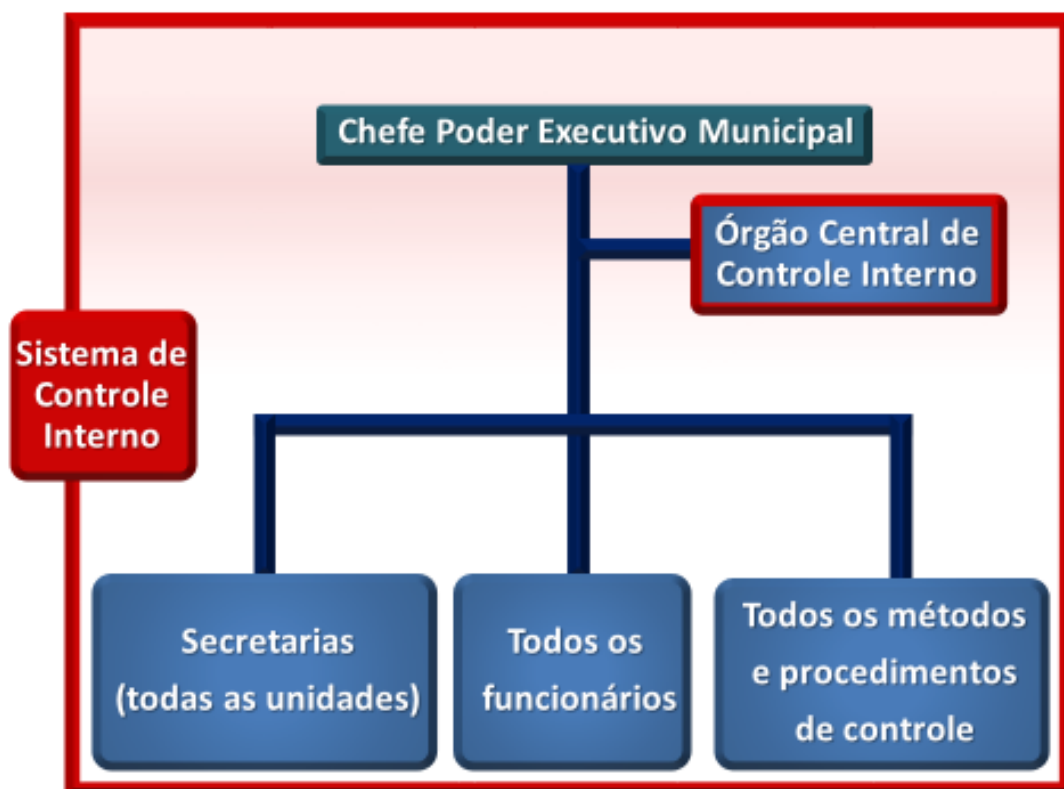 Chefe Poder Executivo Municipal
Órgão Central de
Controle Interno
Sistema de
Controle
Interno
Secretarias
(todas as unidades)
Todos os
funcionários
Todos os métodos
e procedimentos
de controle